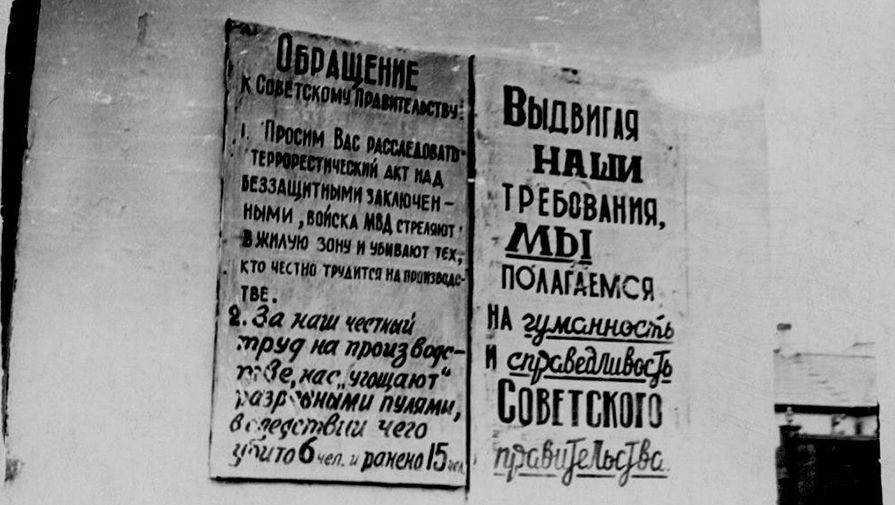 ОБРАЩЕНИЕ
К СОВЕТСКОМУ ПРАВИТЕЛЬСТВУ:
1. ПРОСИМ ВАС РАССЛЕДОВАТЬ
ТЕРРОРЕСТИЧЕСКИЙ АКТ НАД
БЕЗЗАЩИТНЫМИ ЗАКЛЮЧЕН-
НЫМИ, ВОЙСКА МВД СТРЕЛЯЮТ
В ЖИЛУЮ ЗОНУ И УБИВАЮТ ТЕХ,
КТО ЧЕСТНО ТРУДИТСЯ НА ПРОИЗВОДС-
ТВЕ.
2. За наш честный
труд на производс-
тве, нас „угощают“
разрывными пулями,
вследствии чего
убито 6 чел. и ранено 15 чел.
ВЫДВИГАЯ
НАШИ
ТРЕБОВАНИЯ,
МЫ
ПОЛАГАЕМСЯ
НА гуманность
И справедливость
СОВЕТСКОГО
правительства.